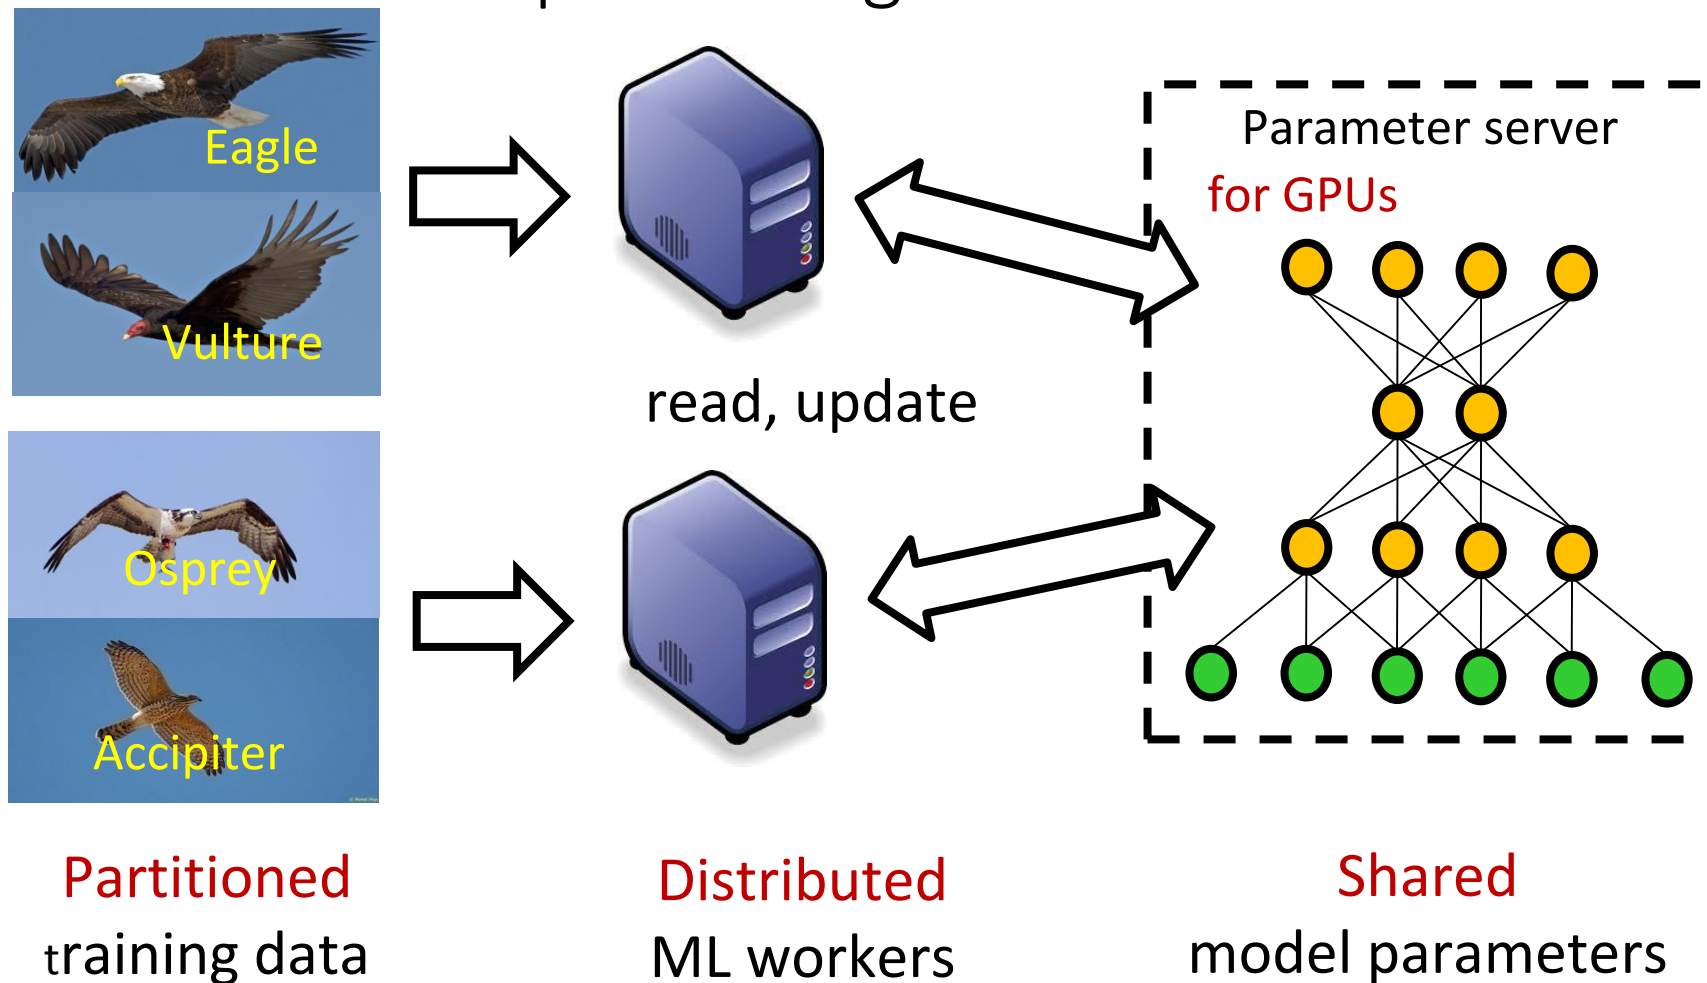 Eagle
Vulture
Osprey
Accipiter
read, update
Parameter server
for GPUs
Partitioned
training data
Distributed
ML workers
Shared
model parameters